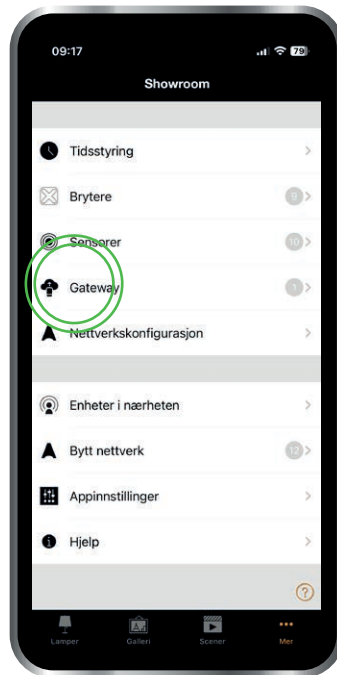 09:17
79
Showroom
Tidsstyring
Brytere
9
Sensorer
10
Gateway
1
Nettverkskonfigurasjon
Enheter i nærheten
Bytt nettverk
12
Appinnstillinger
Hjelp
?
Lamper Galleri Scener Mer